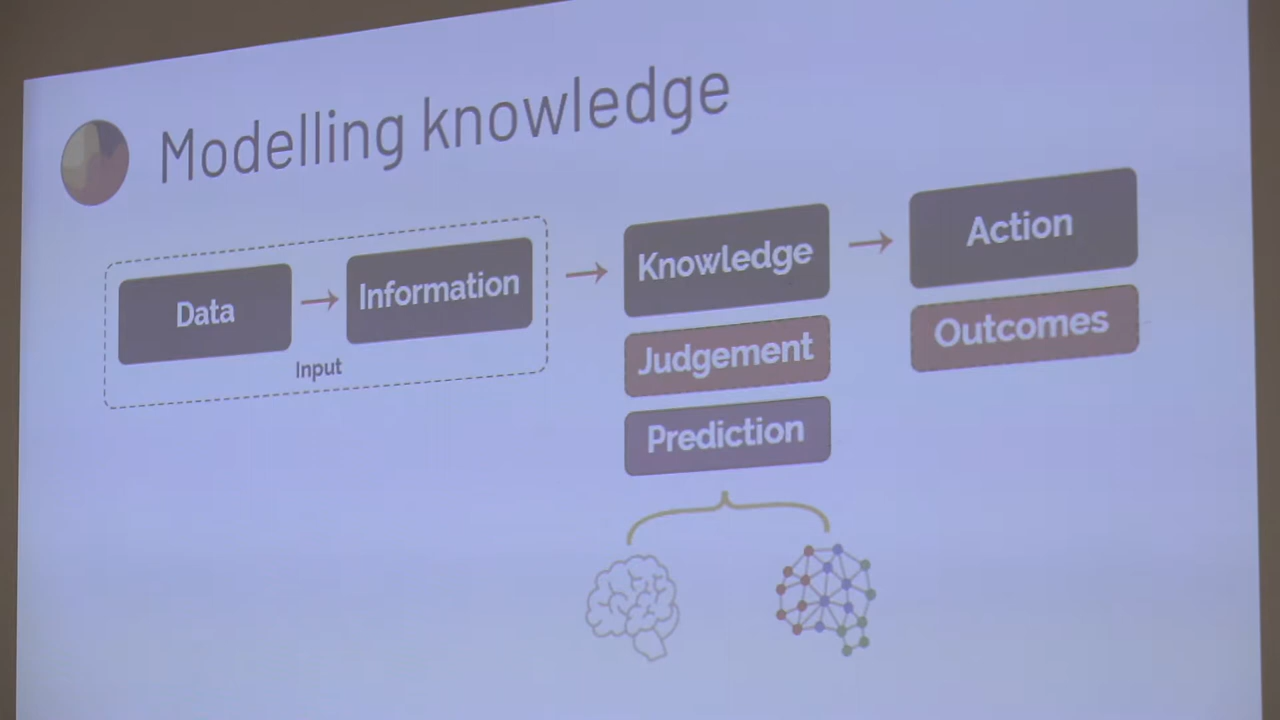 Modelling knowledge
Data
Information
Input
Knowledge
Judgement
Prediction
Action
Outcomes